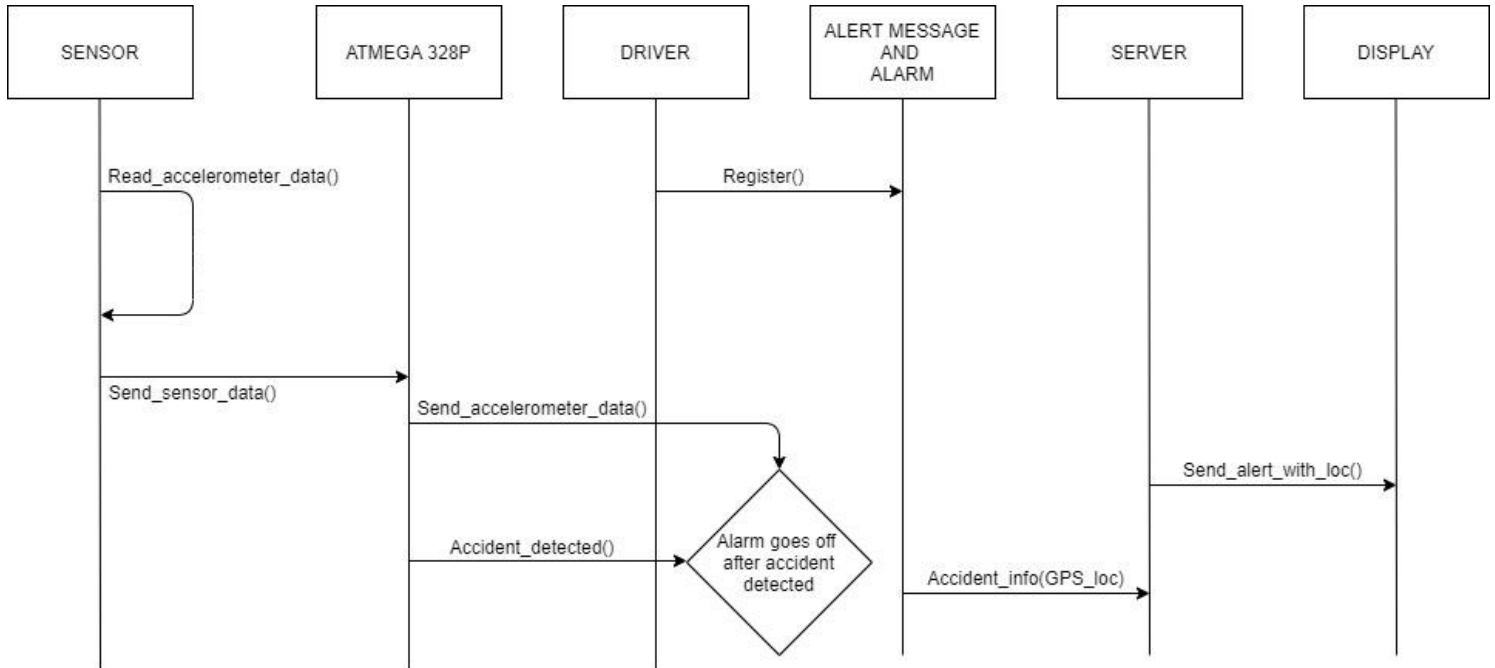 SENSOR
ATMEGA 328P
DRIVER
ALERT MESSAGE
AND
ALARM
SERVER
DISPLAY
Read_accelerometer_data()
Register()
Send_sensor_data()
Send_accelerometer_data()
Send_alert_with_loc()
Accident_detected()
Alarm goes off
after accident
detected
Accident_info(GPS_loc)